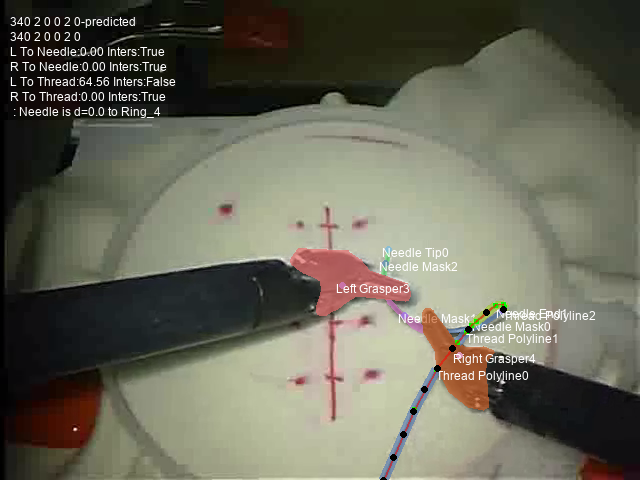 340 2 0 0 2 0-predicted
340 2 0 0 2 0
L To Needle:0.00 Inters:True
R To Needle:0.00 Inters:True
L To Thread:64.56 Inters:False
R To Thread:0.00 Inters:True
: Needle is d=0.0 to Ring_4
Needle Tip0
Needle Mask2
Left Grasper3
Needle End1
Thread Polyline2
Needle Mask1
Needle Mask0
Thread Polyline1
Right Grasper4
Thread Polyline0